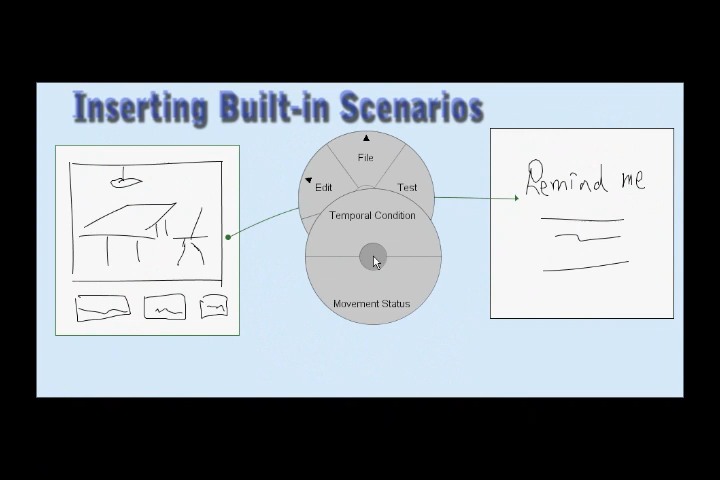 Inserting Built-in Scenarios
File
Edit
Test
Temporal Condition
Movement Status
Remind me